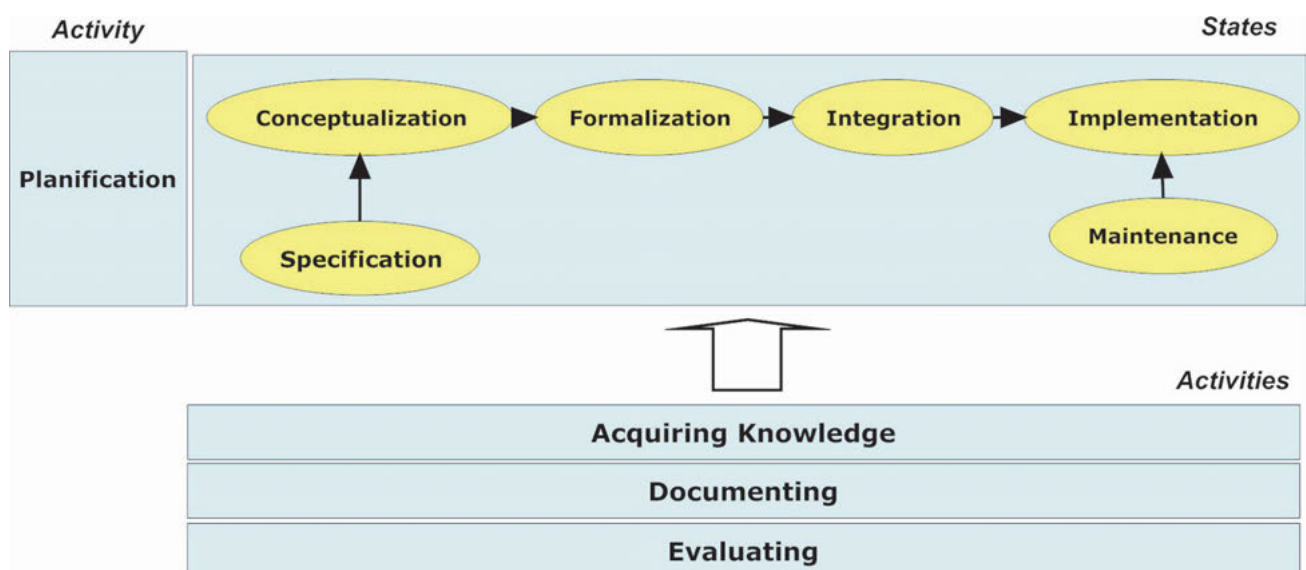 Activity
States
Conceptualization
Formalization
Integration
Implementation
Planification
Specification
Maintenance
Activities
Acquiring Knowledge
Documenting
Evaluating